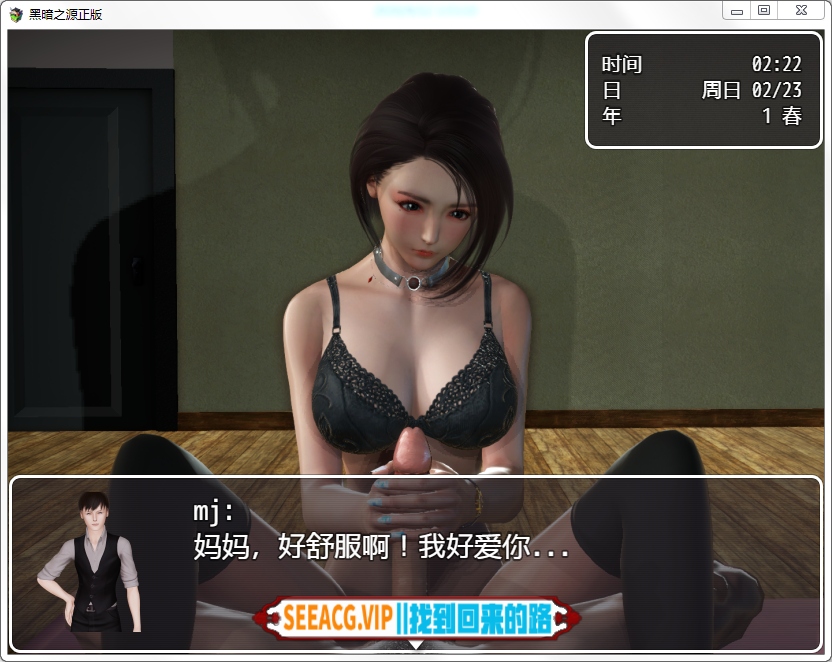 黑暗之源正版
时间 02:22
日 周日 02/23
年 1 春
mj:
妈妈，好舒服啊！我好爱你...
SEEACG.VIP||找到回来的路